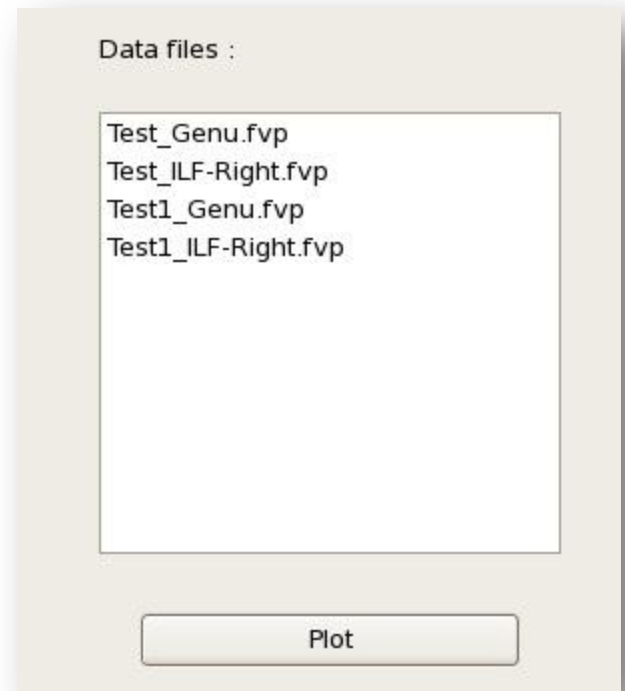 Data files :
Test_Genu.fvp
Test_ILF-Right.fvp
Test1_Genu.fvp
Test1_ILF-Right.fvp
Plot